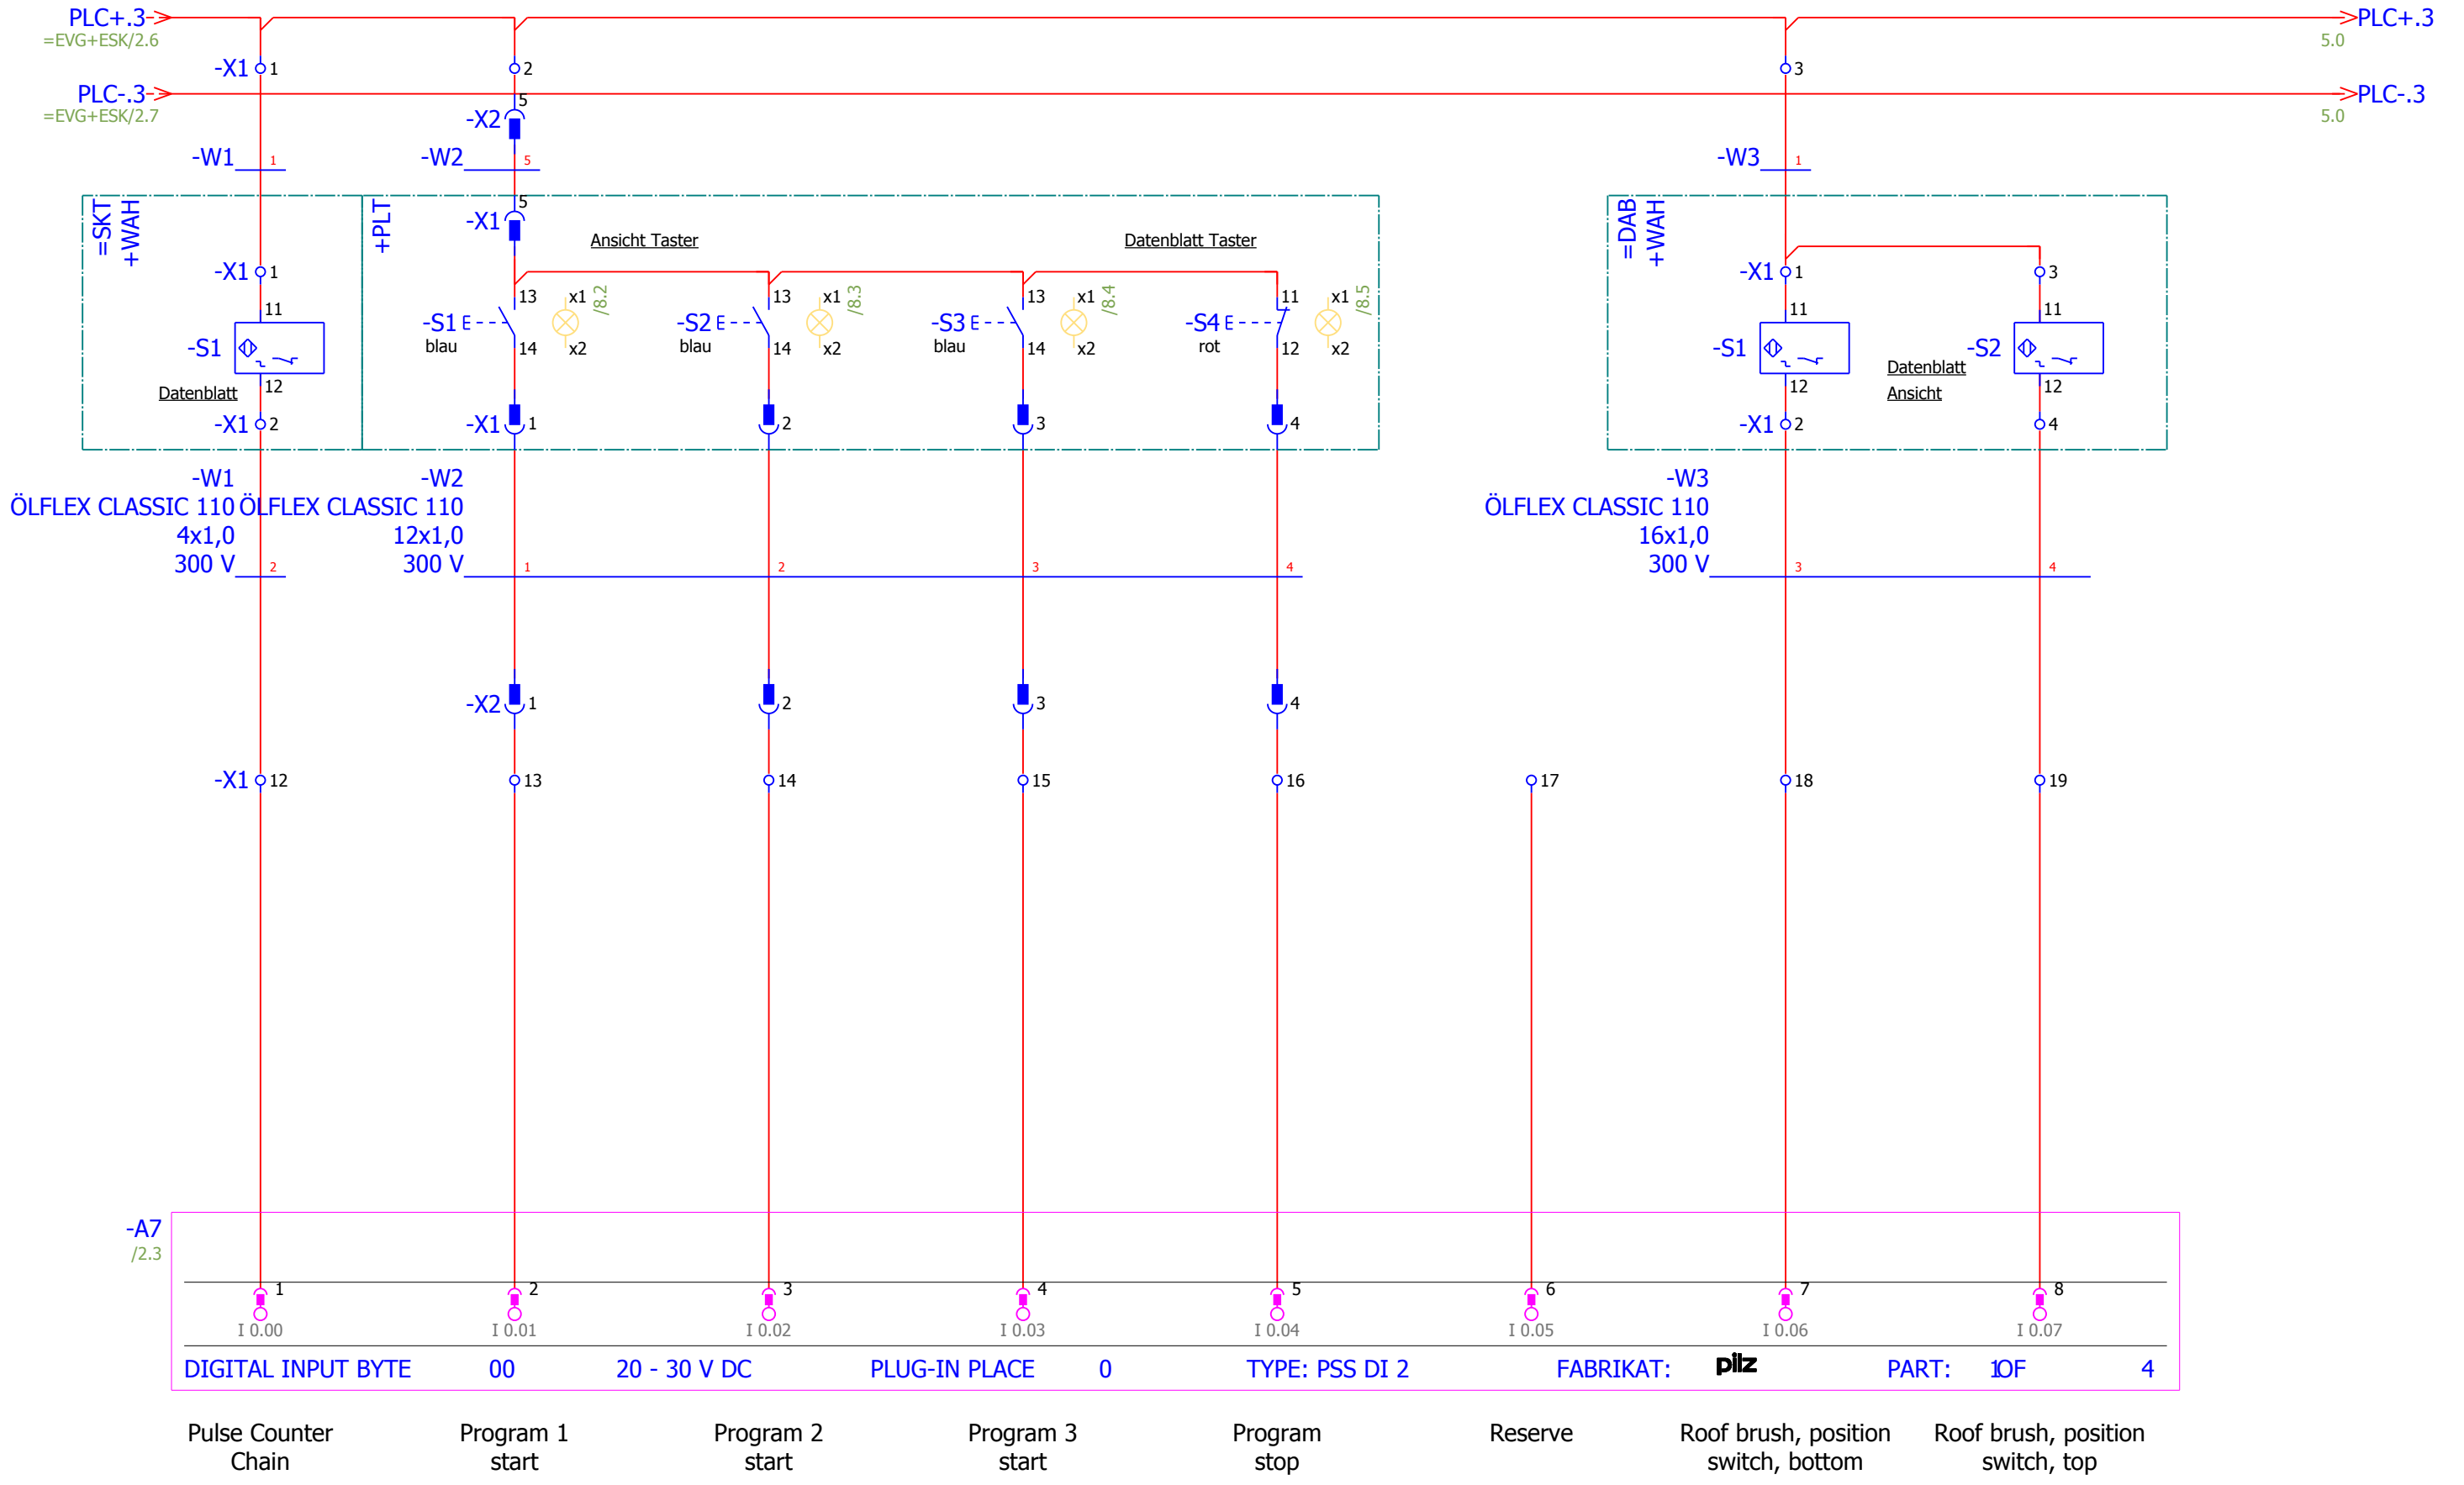 PLC+.3
PLC+.3
=EVG+ESK/2.6
5.0
-X1 1
2
3
PLC-.3
PLC-.3
=EVG+ESK/2.7
5.0
5
-X2
-W1 1
-W2 5
-W3 1
=SKT
+WAH
+PLT
5
-X1
Ansicht Taster
Datenblatt Taster
=DAB
+WAH
-X1 1
-X1 1
3
13 x1 /8.2
13 x1 /8.3
13 x1 /8.4
11 x1 /8.5
11
11
11
-S1
blau
-S2
blau
-S3
blau
-S4
rot
14 x2
14 x2
14 x2
12 x2
-S1
-S1
-S2
Datenblatt
Ansicht
12
12
12
Datenblatt
-X1 2
-X1 1
2
3
4
-X1 2
4
-W1
ÖLFLEX CLASSIC 110
4x1,0
300 V 2
-W2
ÖLFLEX CLASSIC 110
12x1,0
300 V 1 2 3 4
-W3
ÖLFLEX CLASSIC 110
16x1,0
300 V 3 4
-X2 1
2
3
4
-X1 12
13
14
15
16
17
18
19
-A7
/2.3
1 2 3 4 5 6 7 8
I 0.00 I 0.01 I 0.02 I 0.03 I 0.04 I 0.05 I 0.06 I 0.07
DIGITAL INPUT BYTE 00 20 - 30 V DC PLUG-IN PLACE 0 TYPE: PSS DI 2 FABRIKAT: pilz PART: 1OF 4
Pulse Counter
Chain
Program 1
start
Program 2
start
Program 3
start
Program
stop
Reserve
Roof brush, position
switch, bottom
Roof brush, position
switch, top